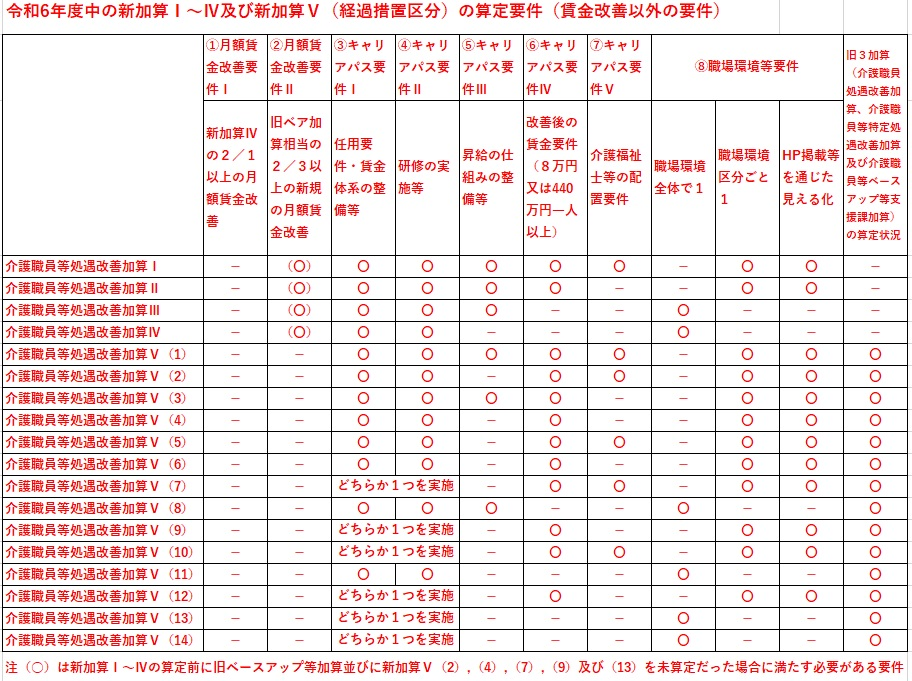 令和6年度中の新加算Ⅰ～Ⅳ及び新加算Ⅴ（経過措置区分）の算定要件（賃金改善以外の要件）
①月額賃金改善要件Ⅰ ②月額賃金改善要件Ⅱ ③キャリアパス要件Ⅰ ④キャリアパス要件Ⅱ ⑤キャリアパス要件Ⅲ ⑥キャリアパス要件Ⅳ ⑦キャリアパス要件Ⅴ ⑧職場環境等要件 旧３加算（介護職員処遇改善加算、介護職員等特定処遇改善加算及び介護職員等ベースアップ等支援課加算）の算定状況
新加算Ⅳの２／１以上の月額賃金改善 旧ベア加算相当の２／３以上の新規の月額賃金改善 任用要件・賃金体系の整備等 研修の実施等 昇給の仕組みの整備等 改善後の賃金要件（８万円又は440万円一人以上） 介護福祉士等の配置要件 職場環境全体で１ 職場環境区分ごと１ HP掲載等を通じた見える化
介護職員等処遇改善加算Ⅰ － （〇） 〇 〇 〇 〇 〇 － 〇 〇 －
介護職員等処遇改善加算Ⅱ － （〇） 〇 〇 〇 〇 － － 〇 〇 －
介護職員等処遇改善加算Ⅲ － （〇） 〇 〇 〇 － － 〇 － － －
介護職員等処遇改善加算Ⅳ － （〇） 〇 〇 － － － 〇 － － －
介護職員等処遇改善加算Ⅴ（1） － － 〇 〇 〇 〇 〇 － 〇 〇 〇
介護職員等処遇改善加算Ⅴ（2） － － 〇 〇 － 〇 〇 － 〇 〇 〇
介護職員等処遇改善加算Ⅴ（3） － － 〇 〇 〇 〇 － － 〇 〇 〇
介護職員等処遇改善加算Ⅴ（4） － － 〇 〇 － 〇 － － 〇 〇 〇
介護職員等処遇改善加算Ⅴ（5） － － 〇 〇 － 〇 〇 － 〇 〇 〇
介護職員等処遇改善加算Ⅴ（6） － － 〇 〇 － 〇 － － 〇 〇 〇
介護職員等処遇改善加算Ⅴ（7） － － どちらか１つを実施 － 〇 〇 － 〇 〇 〇
介護職員等処遇改善加算Ⅴ（8） － － 〇 〇 〇 － － 〇 － － 〇
介護職員等処遇改善加算Ⅴ（9） － － どちらか１つを実施 － 〇 － － 〇 〇 〇
介護職員等処遇改善加算Ⅴ（10） － － どちらか１つを実施 － 〇 〇 － 〇 〇 〇
介護職員等処遇改善加算Ⅴ（11） － － 〇 〇 － － － 〇 － － 〇
介護職員等処遇改善加算Ⅴ（12） － － どちらか１つを実施 － 〇 － － 〇 〇 〇
介護職員等処遇改善加算Ⅴ（13） － － どちらか１つを実施 － － － 〇 － － 〇
介護職員等処遇改善加算Ⅴ（14） － － どちらか１つを実施 － － － 〇 － － 〇
注（〇）は新加算Ⅰ～Ⅳの算定前に旧ベースアップ等加算並びに新加算Ⅴ（2）,（4）,（7）,（9）及び（13）を未算定だった場合に満たす必要がある要件